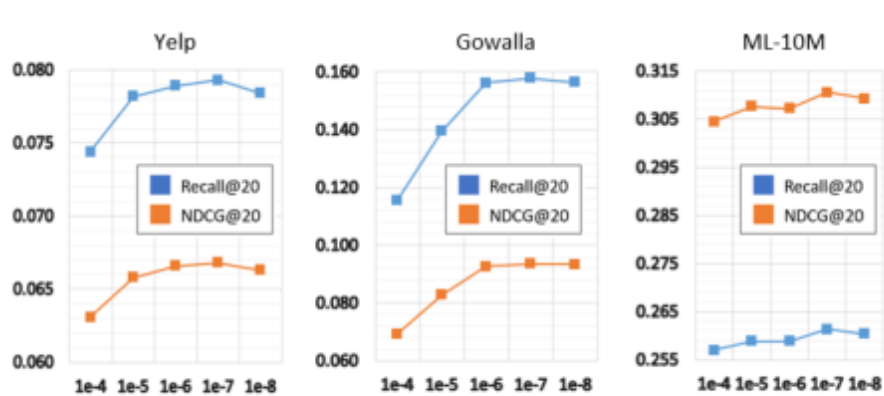 Yelp
0.080
0.075
0.070
0.065
0.060
Recall@20
NDCG@20
1e-4 1e-5 1e-6 1e-7 1e-8
Gowalla
0.160
0.140
0.120
0.100
0.080
0.060
Recall@20
NDCG@20
1e-4 1e-5 1e-6 1e-7 1e-8
ML-10M
0.315
0.305
0.295
0.285
0.275
0.265
0.255
Recall@20
NDCG@20
1e-4 1e-5 1e-6 1e-7 1e-8